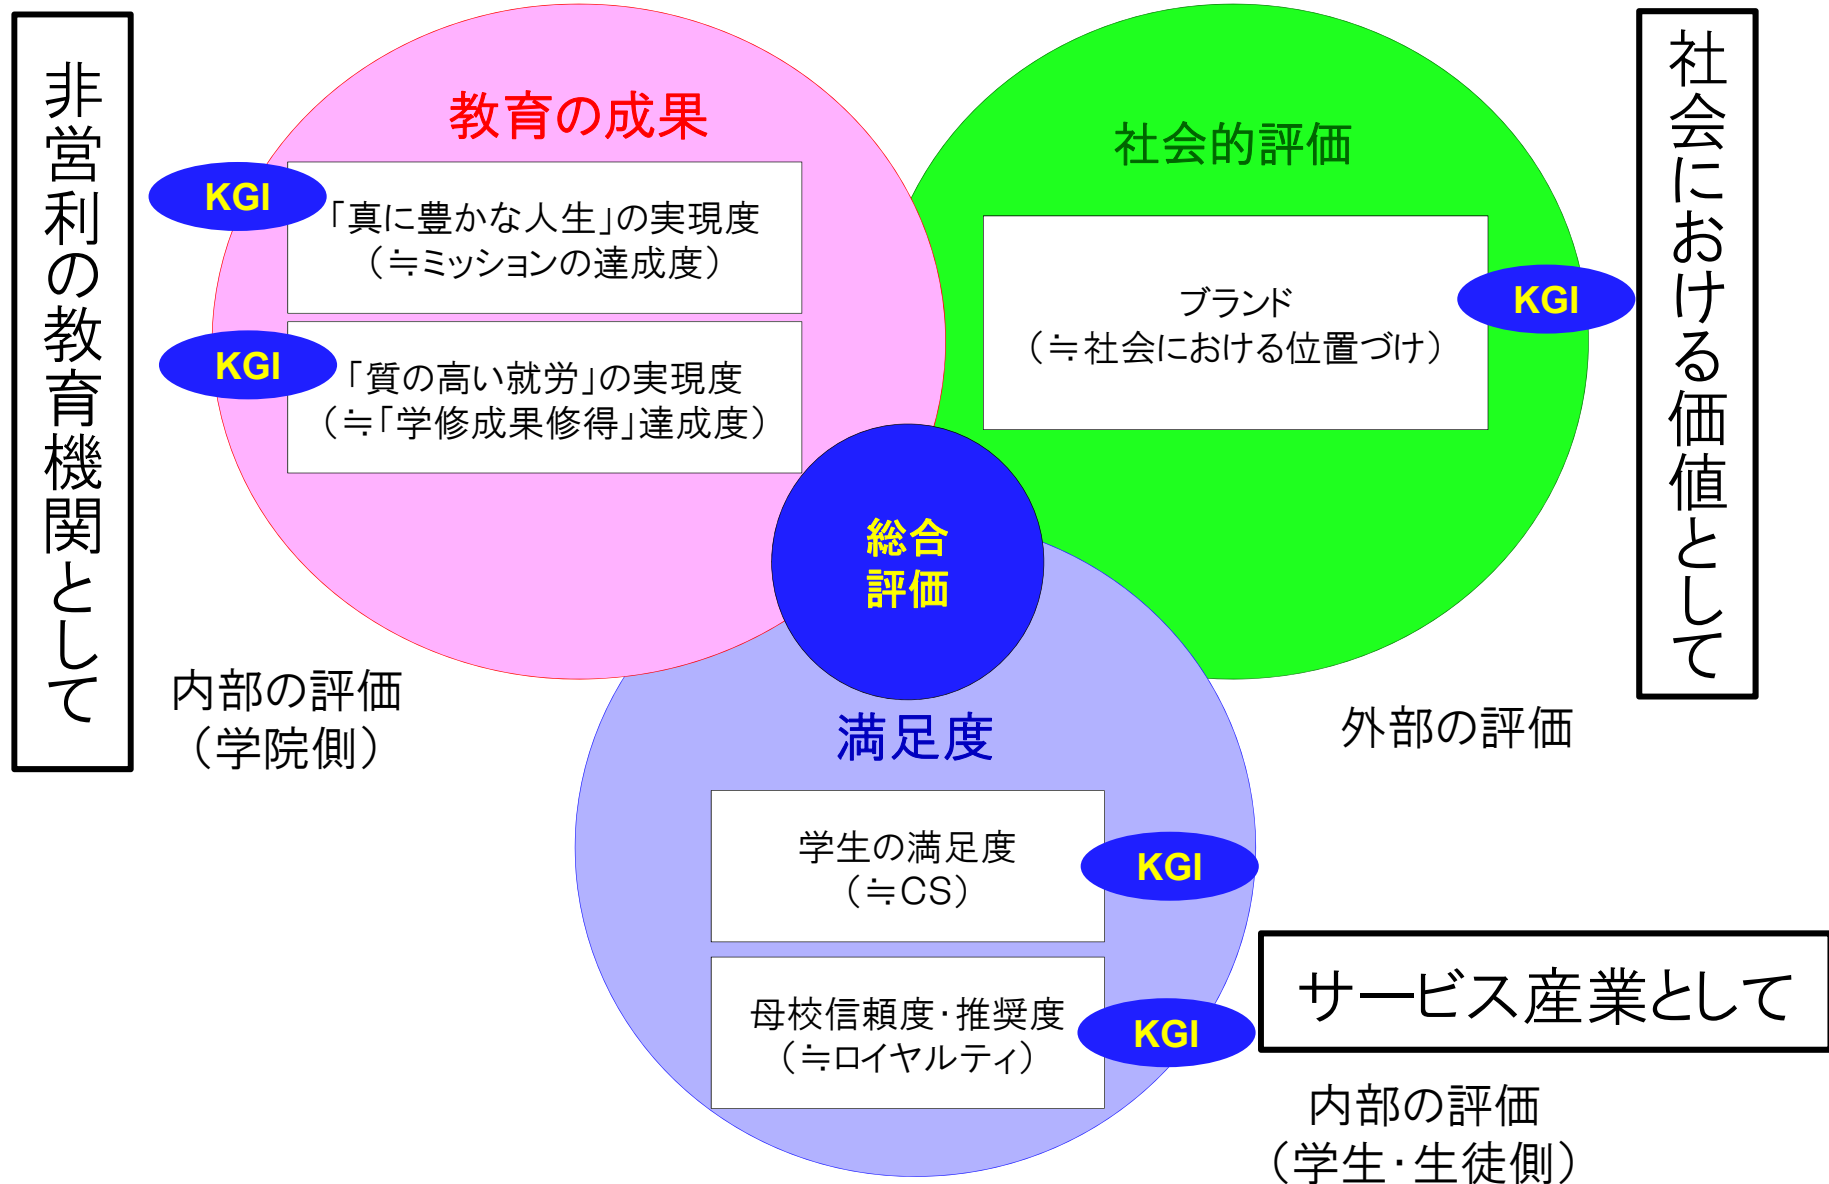 非営利の教育機関として
教育の成果
KGI
「真に豊かな人生」の実現度
（≒ミッションの達成度）
KGI
「質の高い就労」の実現度
（≒「学修成果修得」達成度）
内部の評価
（学院側）
社会的評価
ブランド
（≒社会における位置づけ）
KGI
社会における価値として
外部の評価
総合
評価
満足度
学生の満足度
（≒CS）
KGI
母校信頼度・推奨度
（≒ロイヤルティ）
KGI
サービス産業として
内部の評価
（学生・生徒側）